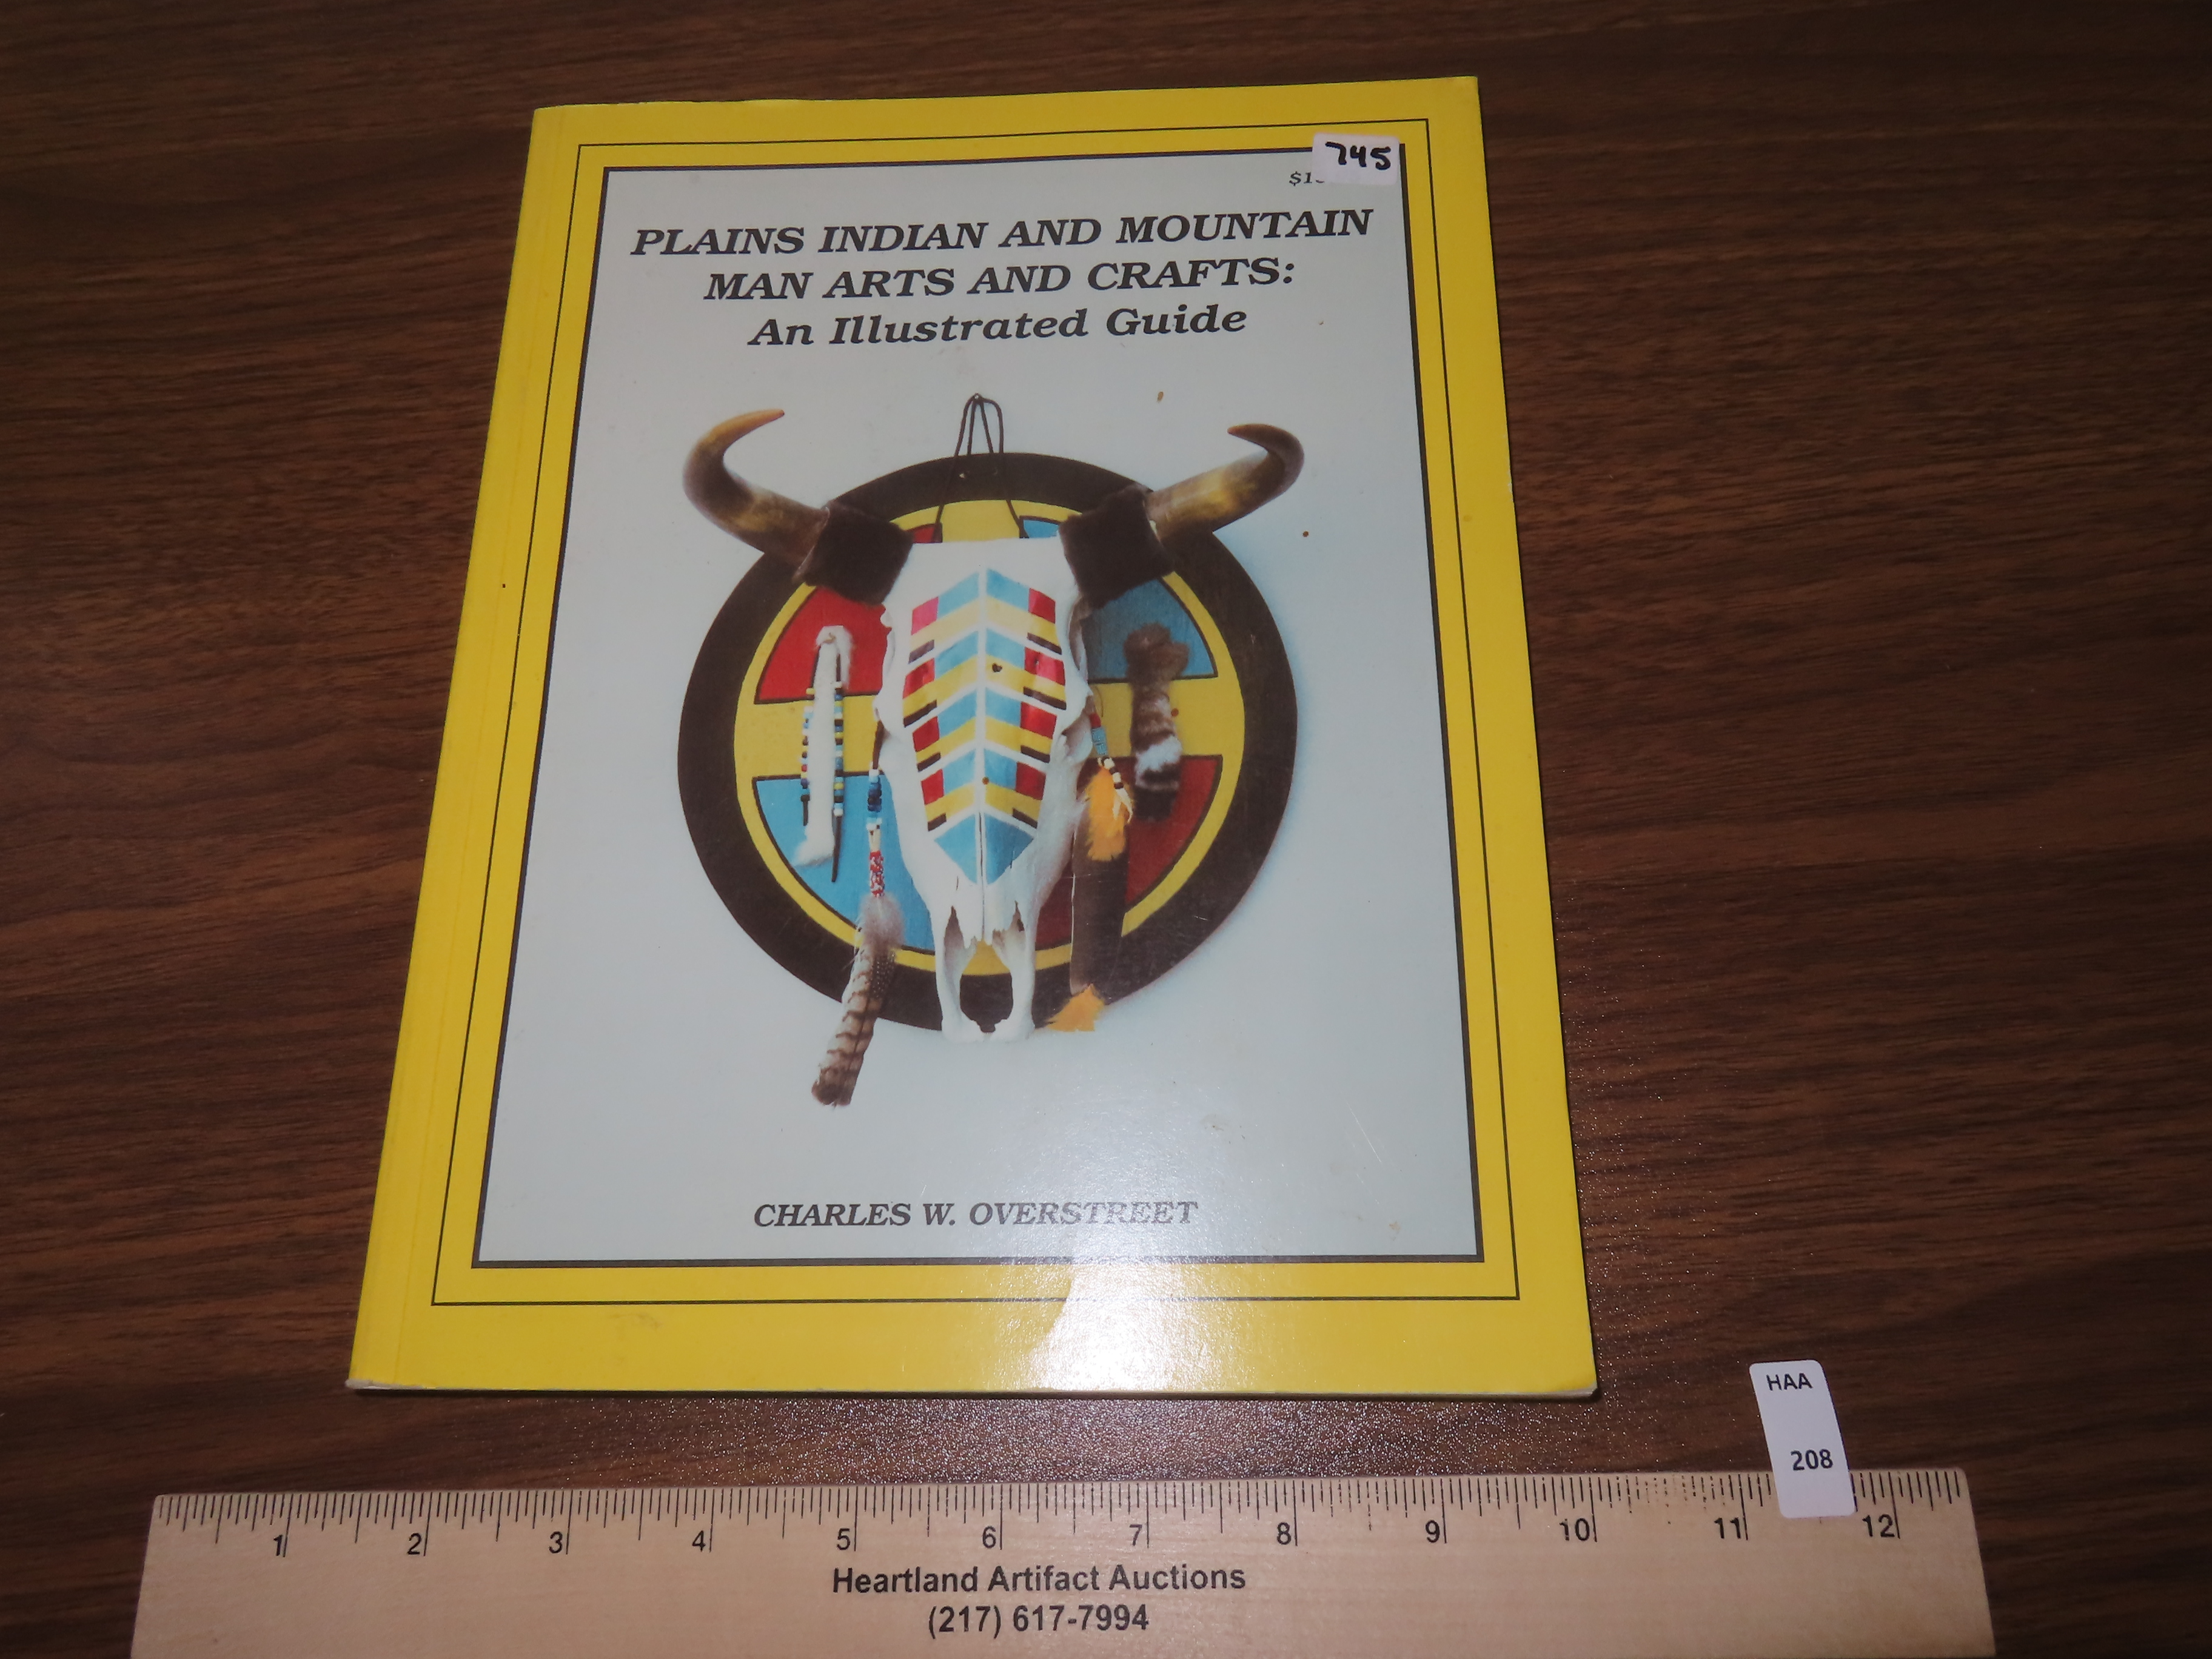 745
$1
PLAINS INDIAN AND MOUNTAIN
MAN ARTS AND CRAFTS:
An Illustrated Guide
CHARLES W. OVERSTREET
HAA
208
1 2 3 4 5 6 7 8 9 10 11 12
Heartland Artifact Auctions
(217) 617-7994